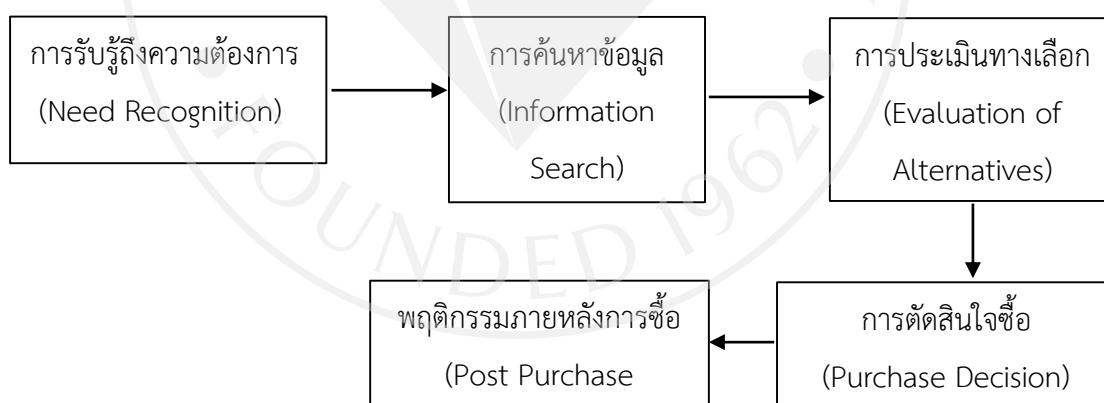 การรับรู้ถึงความต้องการ
(Need Recognition)
การค้นหาข้อมูล
(Information
Search)
การประเมินทางเลือก
(Evaluation of
Alternatives)
การตัดสินใจซื้อ
(Purchase Decision)
พฤติกรรมภายหลังการซื้อ
(Post Purchase
FOUNDED 1962